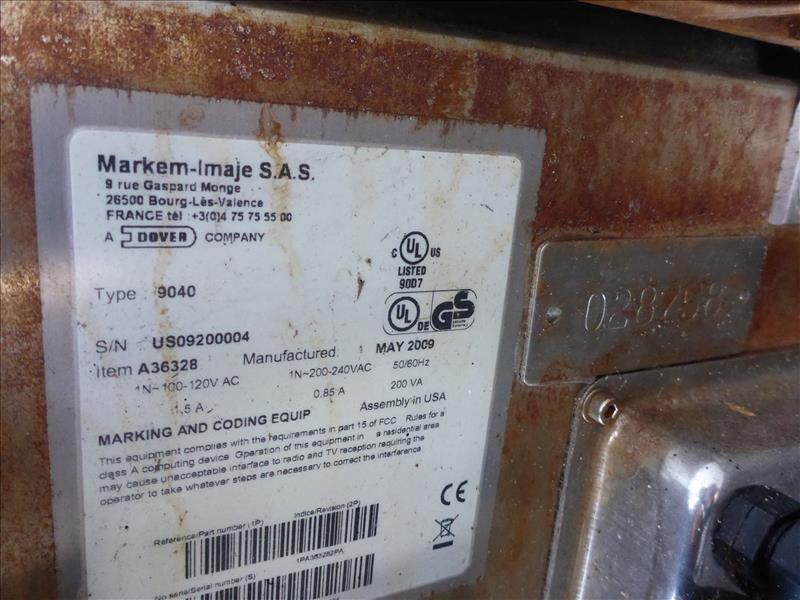 Markem-Imaje S.A.S.
9 rue Gaspard Monge
26500 Bourg-Lès-Valence
FRANCE tél :+3(0)4 75 75 55 00
A DOVER COMPANY
C UL US
LISTED
90D7
Type 9040
UL DE GS
S/N US09200004
Item A36328 Manufactured MAY 2009
1N~100-120V AC 1N~200-240VAC 50/60Hz
1,5 A 0.85 A 200 VA
Assembly in USA
MARKING AND CODING EQUIP
This equipment complies with the requirements in part 15 of FCC Rules for a
class A computing device. Operation of this equipment in a residential area
may cause unacceptable interface to radio and TV reception requiring the
operator to take whatever steps are necessary to correct the interference.
CE
Reference/Part number (1P) Indice/Revision (2P)
No serie/Serial number (S)